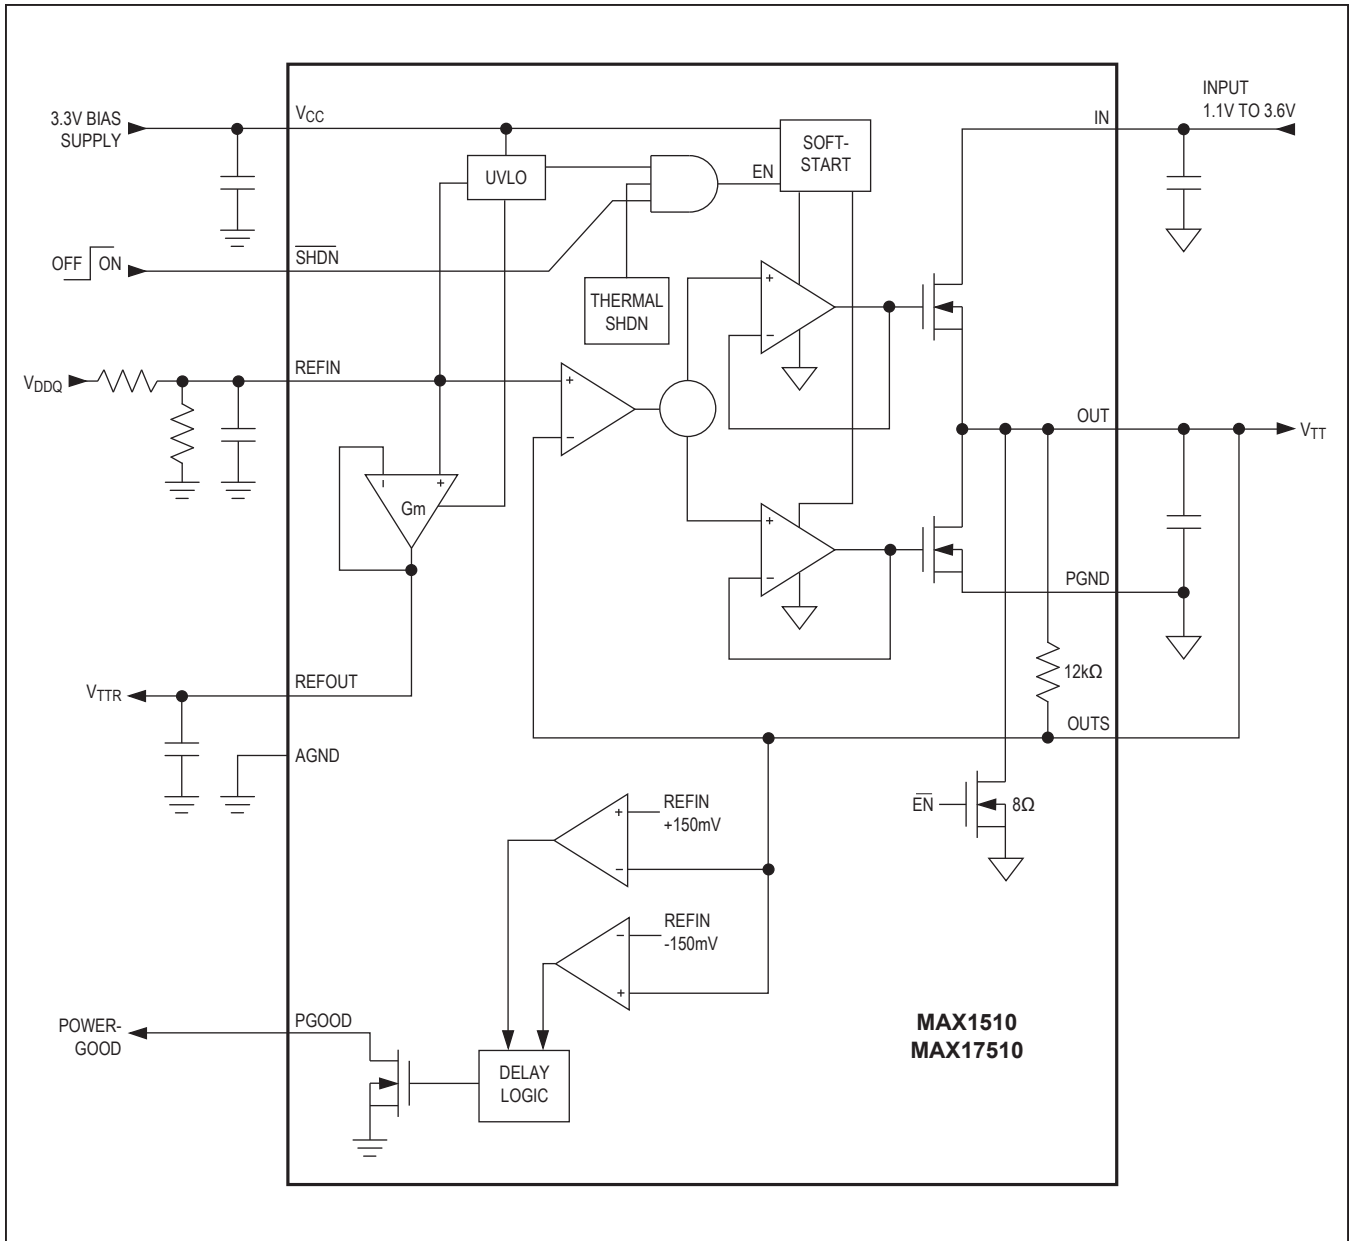 INPUT
1.1V TO 3.6V
3.3V BIAS
SUPPLY
VCC
IN
SOFT-
START
UVLO
EN
OFF
ON
SHDN
THERMAL
SHDN
+
−
REFIN
VDDQ
+
−
OUT
VTT
− +
Gm
+
−
PGND
12kΩ
VTTR
REFOUT
OUTS
AGND
EN
8Ω
REFIN
+150mV
+
−
REFIN
-150mV
−
+
MAX1510
MAX17510
POWER-
GOOD
PGOOD
DELAY
LOGIC